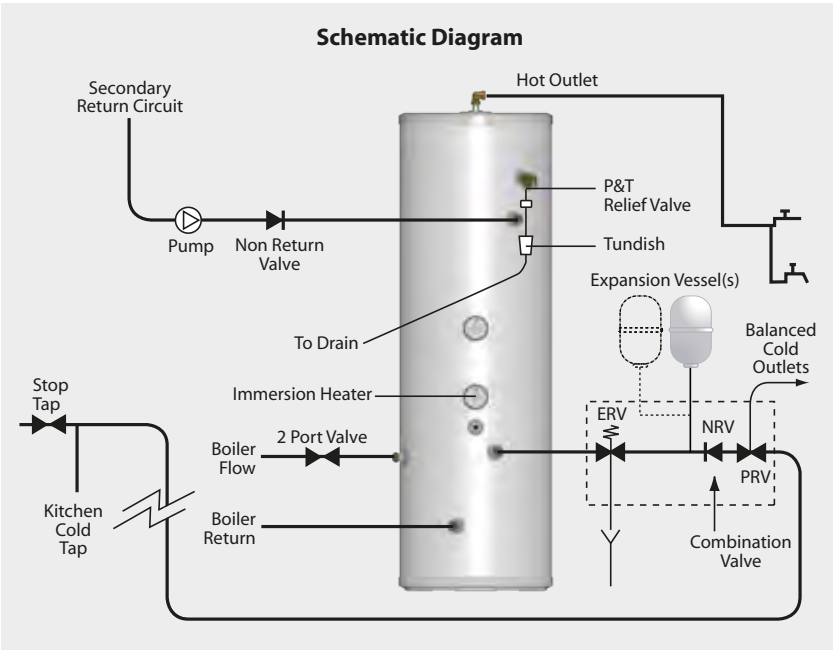 Schematic Diagram
Secondary
Return Circuit
Hot Outlet
P&T
Relief Valve
Pump
Non Return
Valve
Tundish
Expansion Vessel(s)
To Drain
Balanced
Cold
Outlets
Immersion Heater
Stop
Tap
ERV
NRV
2 Port Valve
Boiler
Flow
PRV
Kitchen
Cold
Tap
Boiler
Return
Combination
Valve